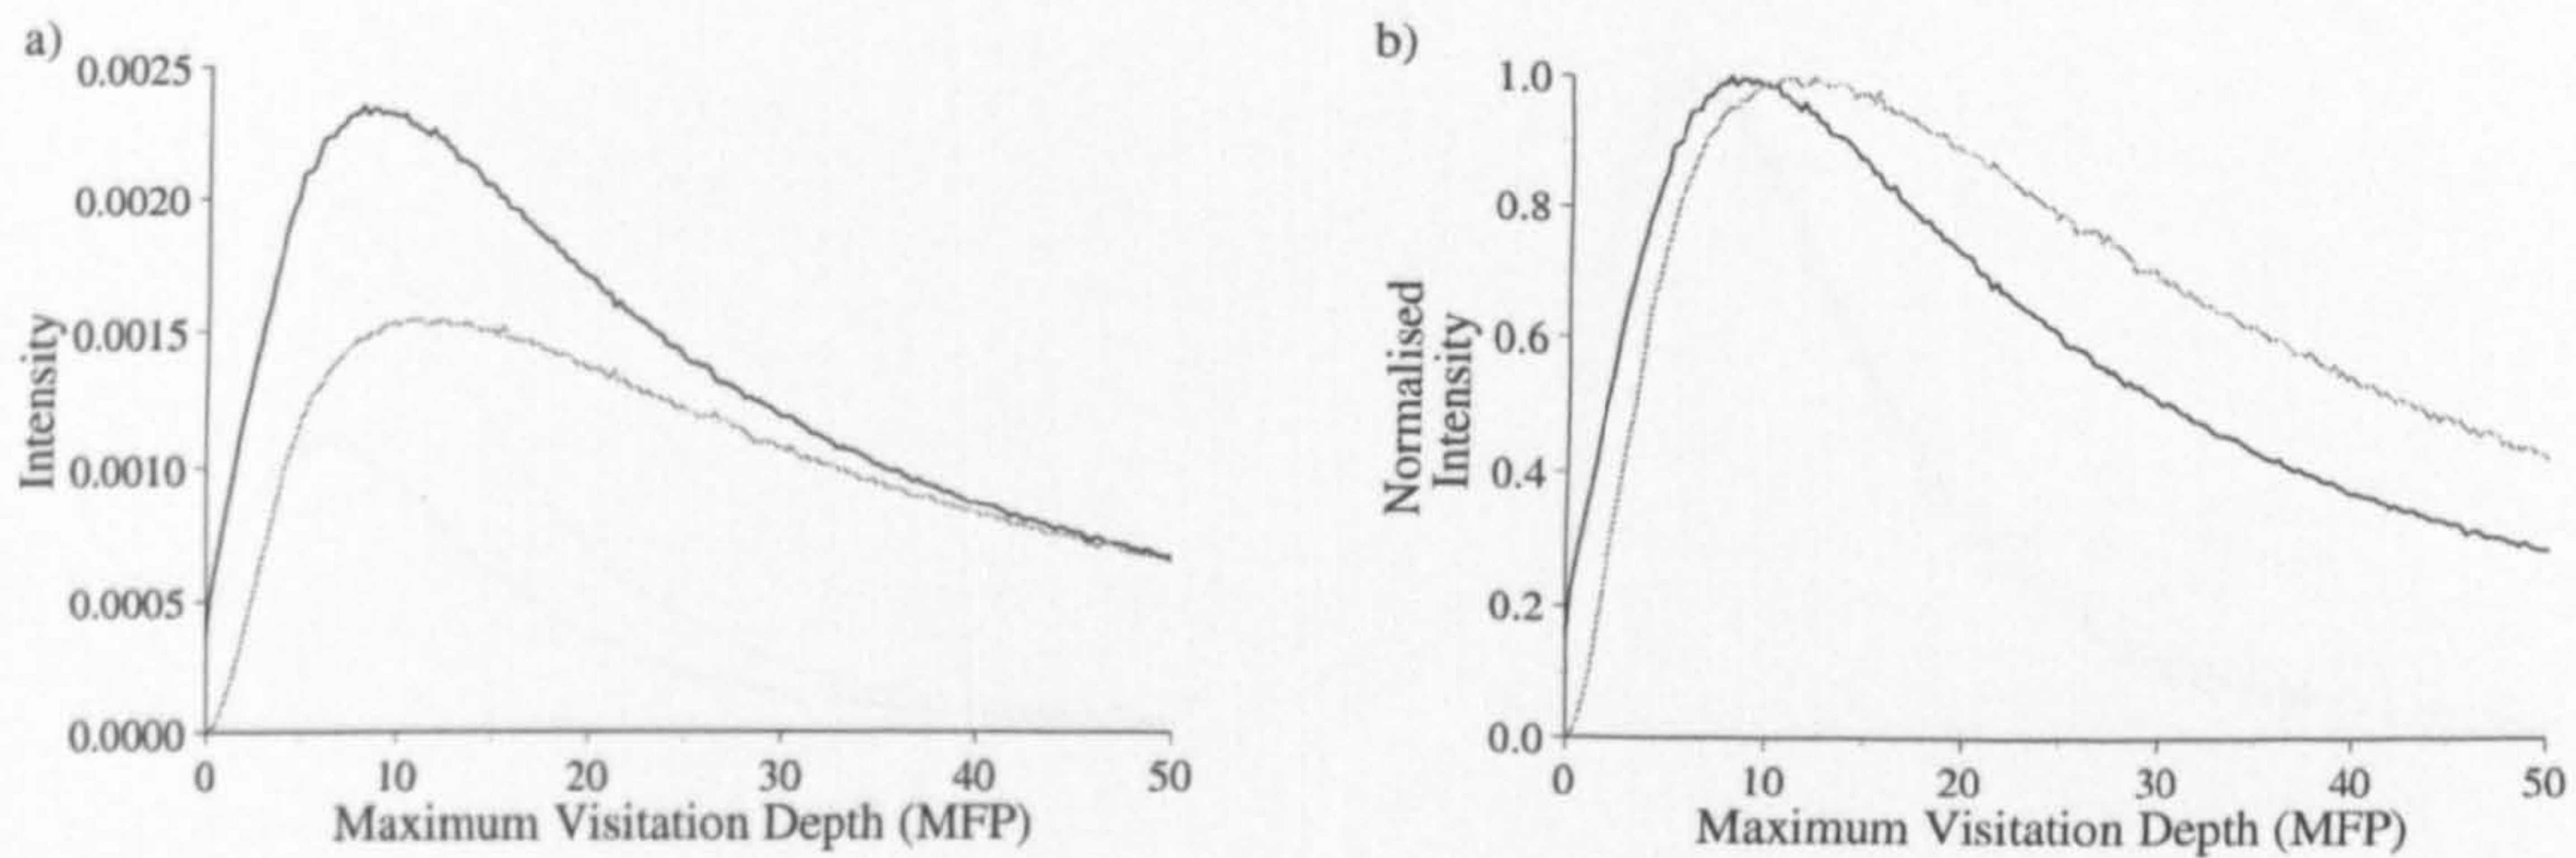 a)
0.0025
0.0020
0.0015
0.0010
0.0005
0.0000
Intensity
0 10 20 30 40 50
Maximum Visitation Depth (MFP)
b)
1.0
0.8
0.6
0.4
0.2
0.0
Normalised
Intensity
0 10 20 30 40 50
Maximum Visitation Depth (MFP)